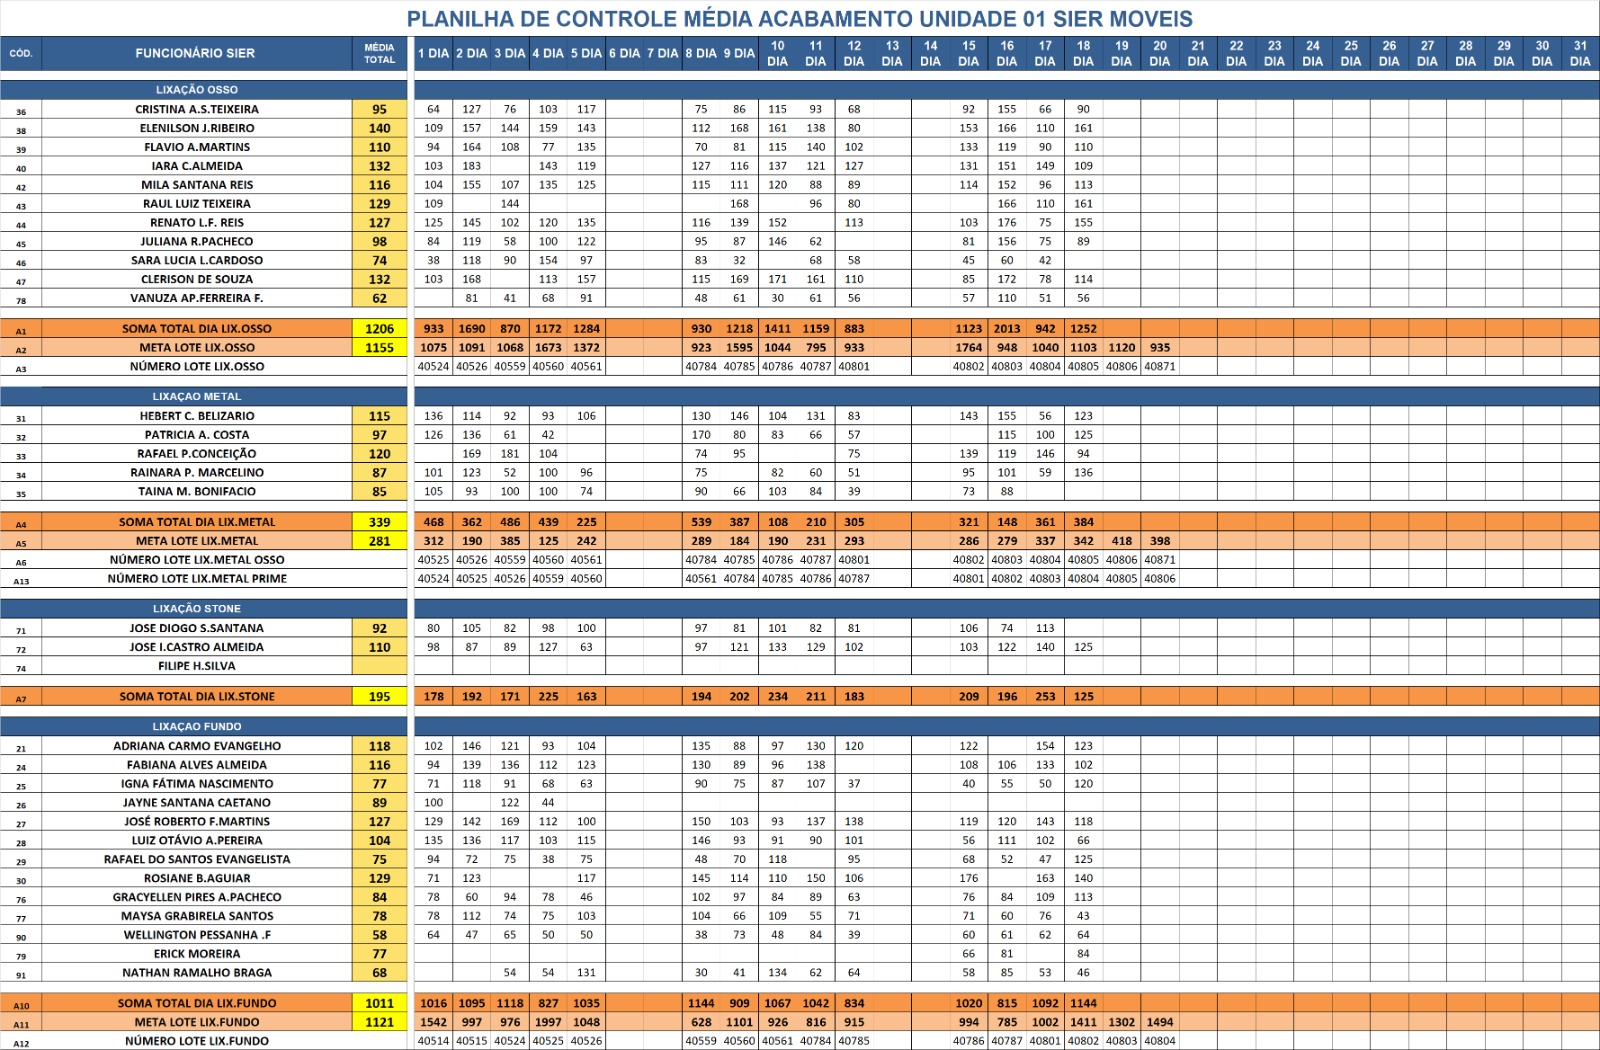 PLANILHA DE CONTROLE MÉDIA ACABAMENTO UNIDADE 01 SIER MOVEIS
CÓD. FUNCIONÁRIO SIER MÉDIA TOTAL 1 DIA 2 DIA 3 DIA 4 DIA 5 DIA 6 DIA 7 DIA 8 DIA 9 DIA 10 DIA 11 DIA 12 DIA 13 DIA 14 DIA 15 DIA 16 DIA 17 DIA 18 DIA 19 DIA 20 DIA 21 DIA 22 DIA 23 DIA 24 DIA 25 DIA 26 DIA 27 DIA 28 DIA 29 DIA 30 DIA 31 DIA
LIXAÇÃO OSSO
36 CRISTINA A.S.TEIXEIRA 95 64 127 76 103 117 75 86 115 93 68 92 155 66 90
38 ELENILSON J.RIBEIRO 140 109 157 144 159 143 112 168 161 138 80 153 166 110 161
39 FLAVIO A.MARTINS 110 94 164 108 77 135 70 81 115 140 102 133 119 90 110
40 IARA C.ALMEIDA 132 103 183 143 119 127 116 137 121 127 131 151 149 109
42 MILA SANTANA REIS 116 104 155 107 135 125 115 111 120 88 89 114 152 96 113
43 RAUL LUIZ TEIXEIRA 129 109 144 168 96 80 166 110 161
44 RENATO L.F. REIS 127 125 145 102 120 135 116 139 152 113 103 176 75 155
45 JULIANA R.PACHECO 98 84 119 58 100 122 95 87 146 62 81 156 75 89
46 SARA LUCIA L.CARDOSO 74 38 118 90 154 97 83 32 68 58 45 60 42
47 CLERISON DE SOUZA 132 103 168 113 157 115 169 171 161 110 85 172 78 114
78 VANUZA AP.FERREIRA F. 62 81 41 68 91 48 61 30 61 56 57 110 51 56
A1 SOMA TOTAL DIA LIX.OSSO 1206 933 1690 870 1172 1284 930 1218 1411 1159 883 1123 2013 942 1252
A2 META LOTE LIX.OSSO 1155 1075 1091 1068 1673 1372 923 1595 1044 795 933 1764 948 1040 1103 1120 935
A3 NÚMERO LOTE LIX.OSSO 40524 40526 40559 40560 40561 40784 40785 40786 40787 40801 40802 40803 40804 40805 40806 40871
LIXAÇAO METAL
31 HEBERT C. BELIZARIO 115 136 114 92 93 106 130 146 104 131 83 143 155 56 123
32 PATRICIA A. COSTA 97 126 136 61 42 170 80 83 66 57 115 100 125
33 RAFAEL P.CONCEIÇÃO 120 169 181 104 74 95 75 139 119 146 94
34 RAINARA P. MARCELINO 87 101 123 52 100 96 75 82 60 51 95 101 59 136
35 TAINA M. BONIFACIO 85 105 93 100 100 74 90 66 103 84 39 73 88
A4 SOMA TOTAL DIA LIX.METAL 339 468 362 486 439 225 539 387 108 210 305 321 148 361 384
A5 META LOTE LIX.METAL 281 312 190 385 125 242 289 184 190 231 293 286 279 337 342 418 398
A6 NÚMERO LOTE LIX.METAL OSSO 40525 40526 40559 40560 40561 40784 40785 40786 40787 40801 40802 40803 40804 40805 40806 40871
A13 NÚMERO LOTE LIX.METAL PRIME 40524 40525 40526 40559 40560 40561 40784 40785 40786 40787 40801 40802 40803 40804 40805 40806
LIXAÇÃO STONE
71 JOSE DIOGO S.SANTANA 92 80 105 82 98 100 97 81 101 82 81 106 74 113
72 JOSE I.CASTRO ALMEIDA 110 98 87 89 127 63 97 121 133 129 102 103 122 140 125
74 FILIPE H.SILVA
A7 SOMA TOTAL DIA LIX.STONE 195 178 192 171 225 163 194 202 234 211 183 209 196 253 125
LIXAÇAO FUNDO
21 ADRIANA CARMO EVANGELHO 118 102 146 121 93 104 135 88 97 130 120 122 154 123
24 FABIANA ALVES ALMEIDA 116 94 139 136 112 123 130 89 96 138 108 106 133 102
25 IGNA FÁTIMA NASCIMENTO 77 71 118 91 68 63 90 75 87 107 37 40 55 50 120
26 JAYNE SANTANA CAETANO 89 100 122 44
27 JOSÉ ROBERTO F.MARTINS 127 129 142 169 112 100 150 103 93 137 138 119 120 143 118
28 LUIZ OTÁVIO A.PEREIRA 104 135 136 117 103 115 146 93 91 90 101 56 111 102 66
29 RAFAEL DO SANTOS EVANGELISTA 75 94 72 75 38 75 48 70 118 95 68 52 47 125
30 ROSIANE B.AGUIAR 129 71 123 117 145 114 110 150 106 176 163 140
76 GRACYELLEN PIRES A.PACHECO 84 78 60 94 78 46 102 97 84 89 63 76 84 109 113
77 MAYSA GRABIRELA SANTOS 78 78 112 74 75 103 104 66 109 55 71 71 60 76 43
90 WELLINGTON PESSANHA .F 58 64 47 65 50 50 38 73 48 84 39 60 61 62 64
79 ERICK MOREIRA 77 66 81 84
91 NATHAN RAMALHO BRAGA 68 54 54 131 30 41 134 62 64 58 85 53 46
A10 SOMA TOTAL DIA LIX.FUNDO 1011 1016 1095 1118 827 1035 1144 909 1067 1042 834 1020 815 1092 1144
A11 META LOTE LIX.FUNDO 1121 1542 997 976 1997 1048 628 1101 926 816 915 994 785 1002 1411 1302 1494
A12 NÚMERO LOTE LIX.FUNDO 40514 40515 40524 40525 40526 40559 40560 40561 40784 40785 40786 40787 40801 40802 40803 40804